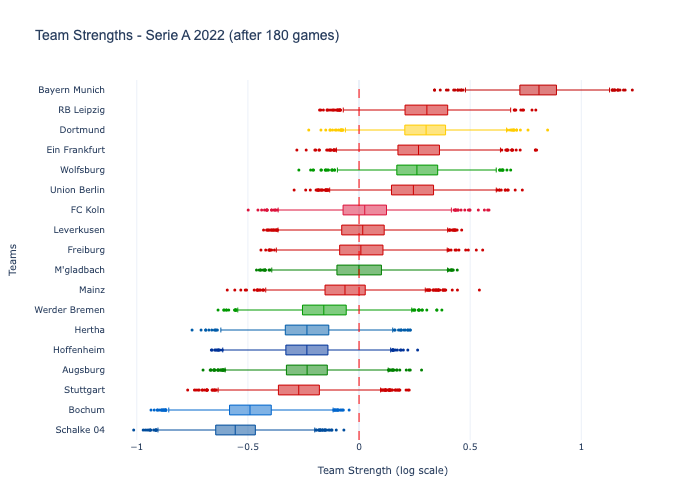 Team Strengths - Serie A 2022 (after 180 games)
Bayern Munich
RB Leipzig
Dortmund
Ein Frankfurt
Wolfsburg
Union Berlin
FC Koln
Leverkusen
Freiburg
M'gladbach
Mainz
Werder Bremen
Hertha
Hoffenheim
Augsburg
Stuttgart
Bochum
Schalke 04
Teams
−1 −0.5 0 0.5 1
Team Strength (log scale)